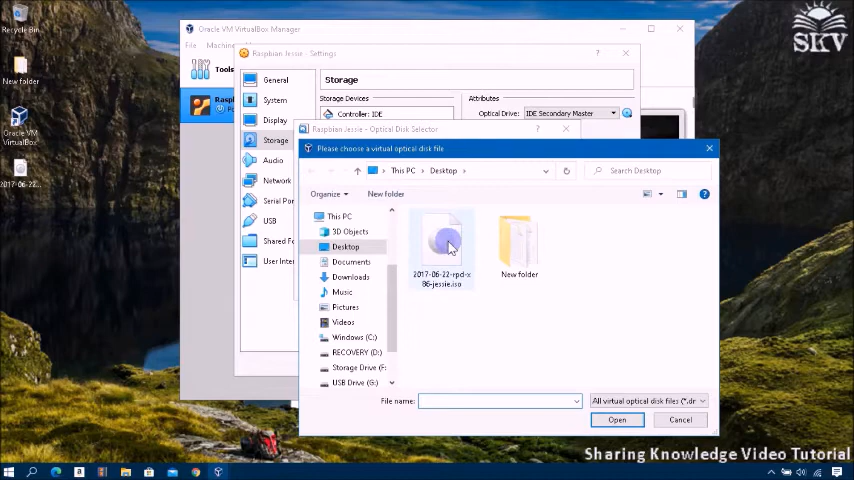 Recycle Bin
New folder
Oracle VM
VirtualBox
2017-06-22...
SKV
Oracle VM VirtualBox Manager
File
Machine
Tools
Raspbian Jessie - Settings
?
General
System
Display
Storage
Audio
Network
Serial Por
USB
Shared Fo
User Inter
Storage
Storage Devices
Controller: IDE
Attributes
Optical Drive:
IDE Secondary Master
Raspbian Jessie - Optical Disk Selector
?
Please choose a virtual optical disk file
This PC
Desktop
Search Desktop
Organize
New folder
This PC
3D Objects
Desktop
Documents
Downloads
Music
Pictures
Videos
Windows (C:)
RECOVERY (D:)
Storage Drive (F:
USB Drive (G:)
2017-06-22-rpd-x
86-jessie.iso
New folder
File name:
All virtual optical disk files (*.dr
Open
Cancel
Sharing Knowledge Video Tutorial